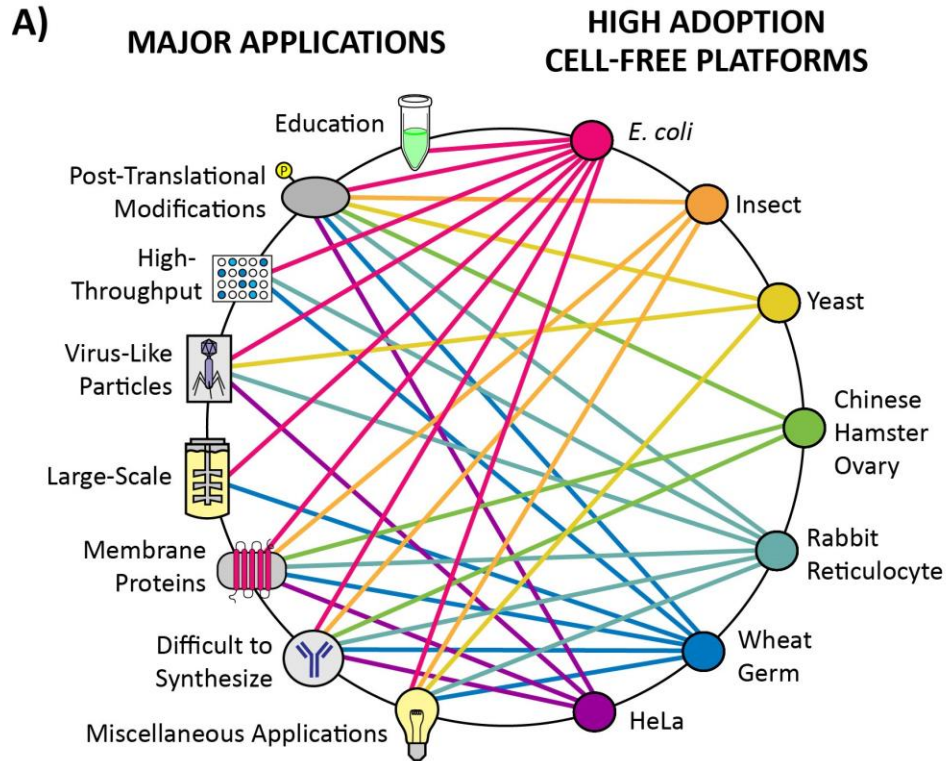 A)
MAJOR APPLICATIONS
HIGH ADOPTION
CELL-FREE PLATFORMS
Education
P
Post-Translational
Modifications
High-
Throughput
Virus-Like
Particles
Large-Scale
Membrane
Proteins
Difficult to
Synthesize
Miscellaneous Applications
E. coli
Insect
Yeast
Chinese
Hamster
Ovary
Rabbit
Reticulocyte
Wheat
Germ
HeLa